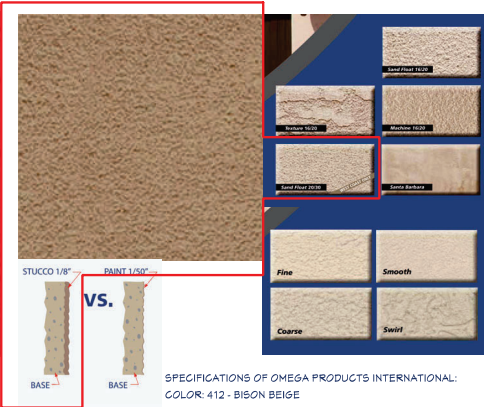 Sand Float 16/20
Texture 16/20
Machine 16/20
Sand Float 20/30
Santa Barbara
Fine
Smooth
Coarse
Swirl
STUCCO 1/8"
PAINT 1/50"
VS.
BASE
BASE
SPECIFICATIONS OF OMEGA PRODUCTS INTERNATIONAL:
COLOR: 412 - BISON BEIGE